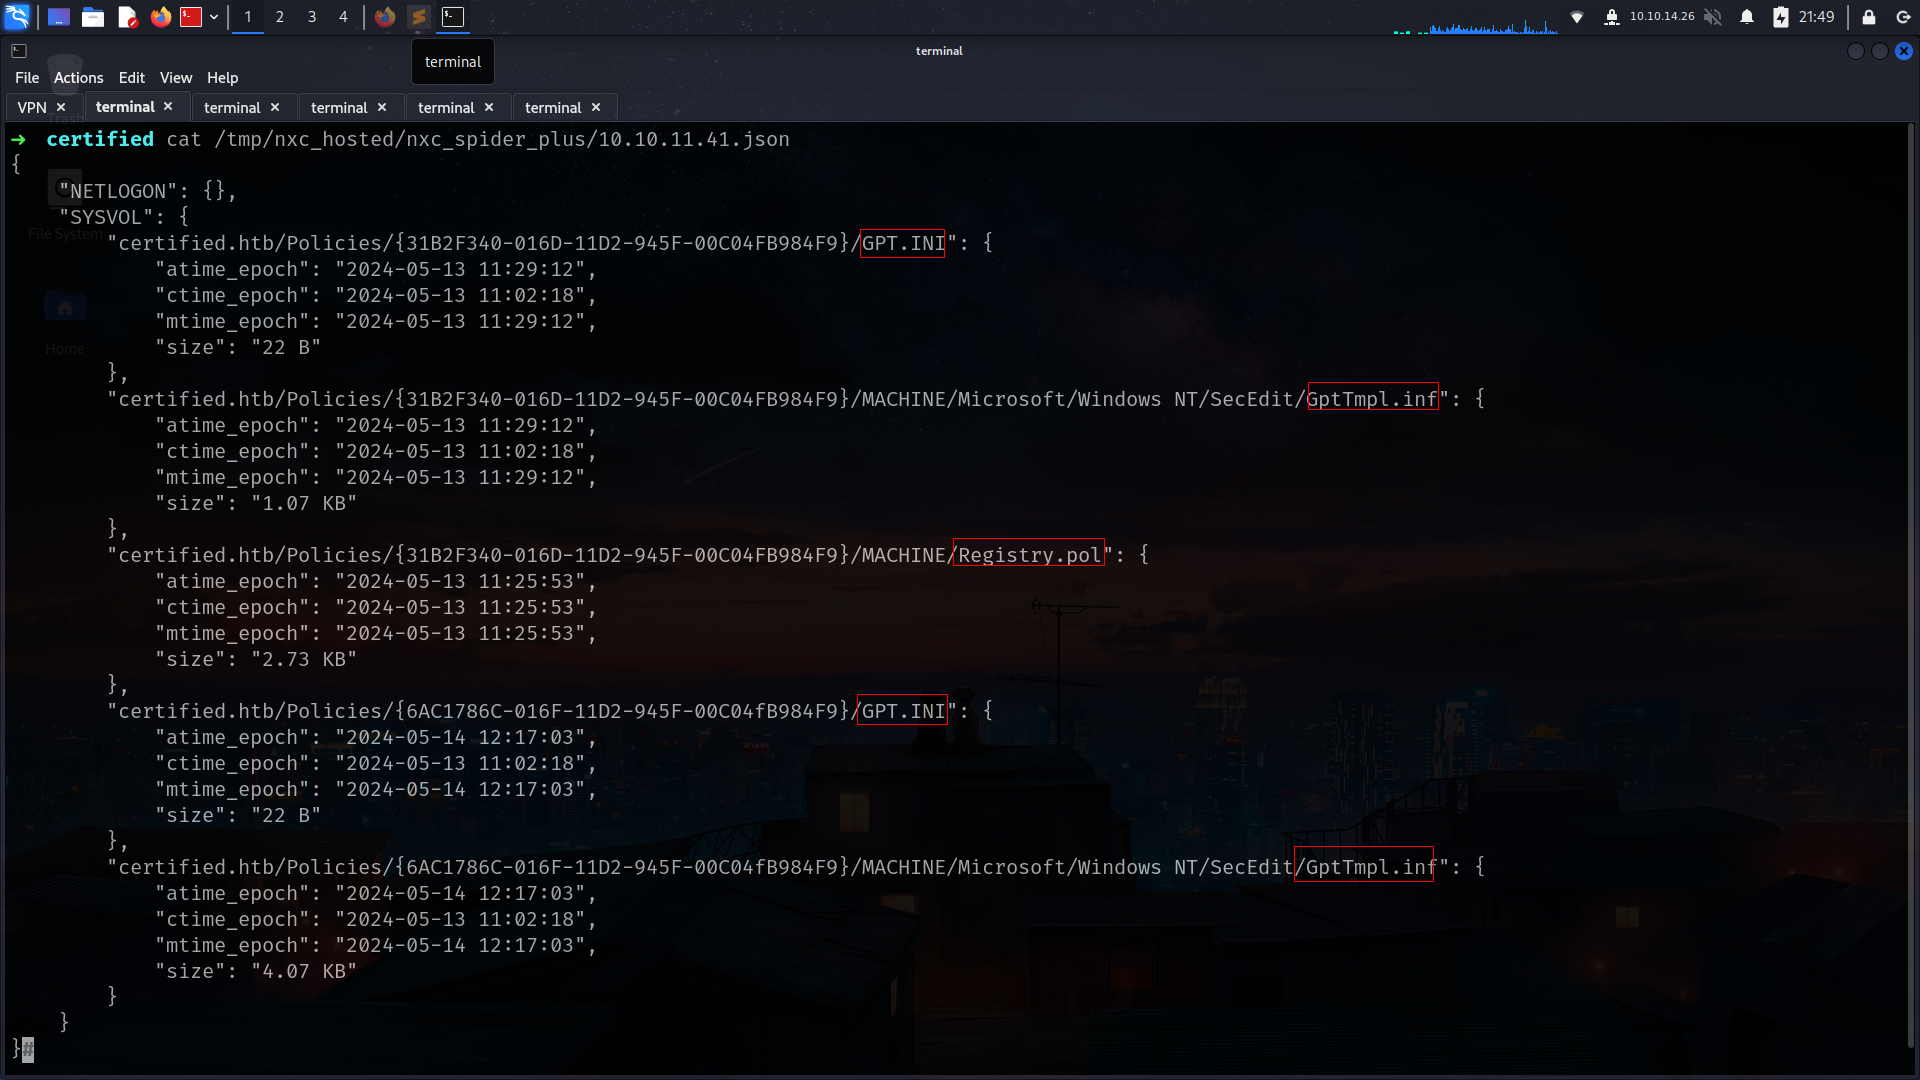 1 2 3 4 10.10.14.26 21:49
terminal
terminal
File Actions Edit View Help
VPN × terminal × terminal × terminal × terminal × terminal ×
Trash
→ certified cat /tmp/nxc_hosted/nxc_spider_plus/10.10.11.41.json
{
    "NETLOGON": {},
    "SYSVOL": {
File System
        "certified.htb/Policies/{31B2F340-016D-11D2-945F-00C04FB984F9}/GPT.INI": {
            "atime_epoch": "2024-05-13 11:29:12",
            "ctime_epoch": "2024-05-13 11:02:18",
            "mtime_epoch": "2024-05-13 11:29:12",
            "size": "22 B"
Home
        },
        "certified.htb/Policies/{31B2F340-016D-11D2-945F-00C04FB984F9}/MACHINE/Microsoft/Windows NT/SecEdit/GptTmpl.inf": {
            "atime_epoch": "2024-05-13 11:29:12",
            "ctime_epoch": "2024-05-13 11:02:18",
            "mtime_epoch": "2024-05-13 11:29:12",
            "size": "1.07 KB"
        },
        "certified.htb/Policies/{31B2F340-016D-11D2-945F-00C04FB984F9}/MACHINE/Registry.pol": {
            "atime_epoch": "2024-05-13 11:25:53",
            "ctime_epoch": "2024-05-13 11:25:53",
            "mtime_epoch": "2024-05-13 11:25:53",
            "size": "2.73 KB"
        },
        "certified.htb/Policies/{6AC1786C-016F-11D2-945F-00C04fB984F9}/GPT.INI": {
            "atime_epoch": "2024-05-14 12:17:03",
            "ctime_epoch": "2024-05-13 11:02:18",
            "mtime_epoch": "2024-05-14 12:17:03",
            "size": "22 B"
        },
        "certified.htb/Policies/{6AC1786C-016F-11D2-945F-00C04fB984F9}/MACHINE/Microsoft/Windows NT/SecEdit/GptTmpl.inf": {
            "atime_epoch": "2024-05-14 12:17:03",
            "ctime_epoch": "2024-05-13 11:02:18",
            "mtime_epoch": "2024-05-14 12:17:03",
            "size": "4.07 KB"
        }
    }
}#